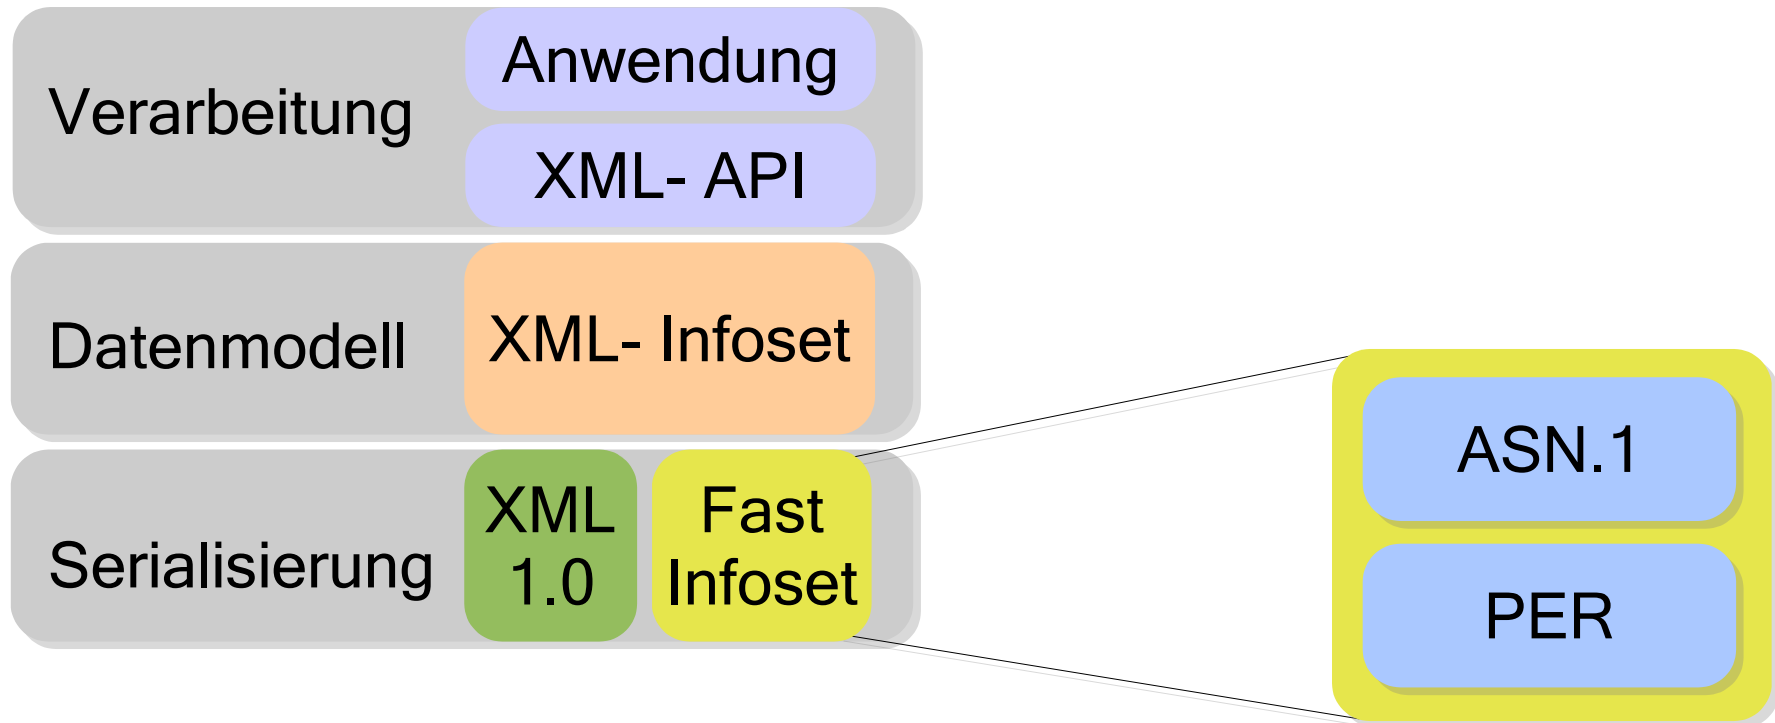 Verarbeitung
Anwendung
XML- API
Datenmodell
XML- Infoset
Serialisierung
XML
1.0
Fast
Infoset
ASN.1
PER